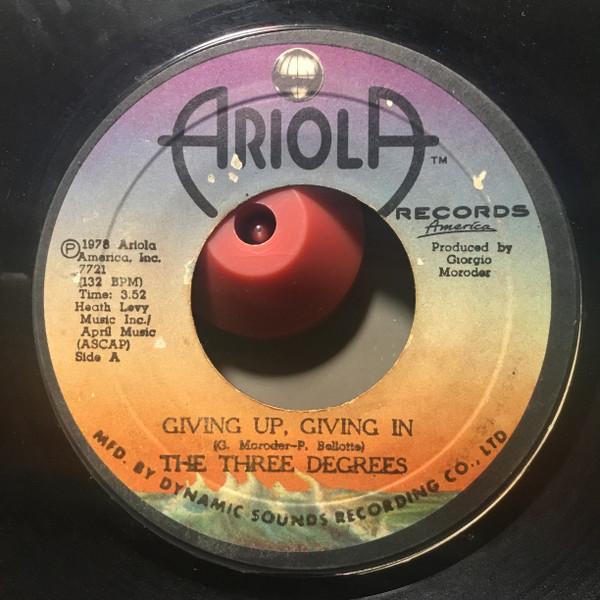 ARIOLA
TM
RECORDS
America
Ⓟ1978 Ariola
America, Inc.
7721
(132 BPM)
Time: 3.52
Heath Levy
Music Inc./
April Music
(ASCAP)
Side A
Produced by
Giorgio
Moroder
GIVING UP, GIVING IN
(G. Moroder-P. Bellotte)
THE THREE DEGREES
MFD. BY DYNAMIC SOUNDS RECORDING CO., LTD